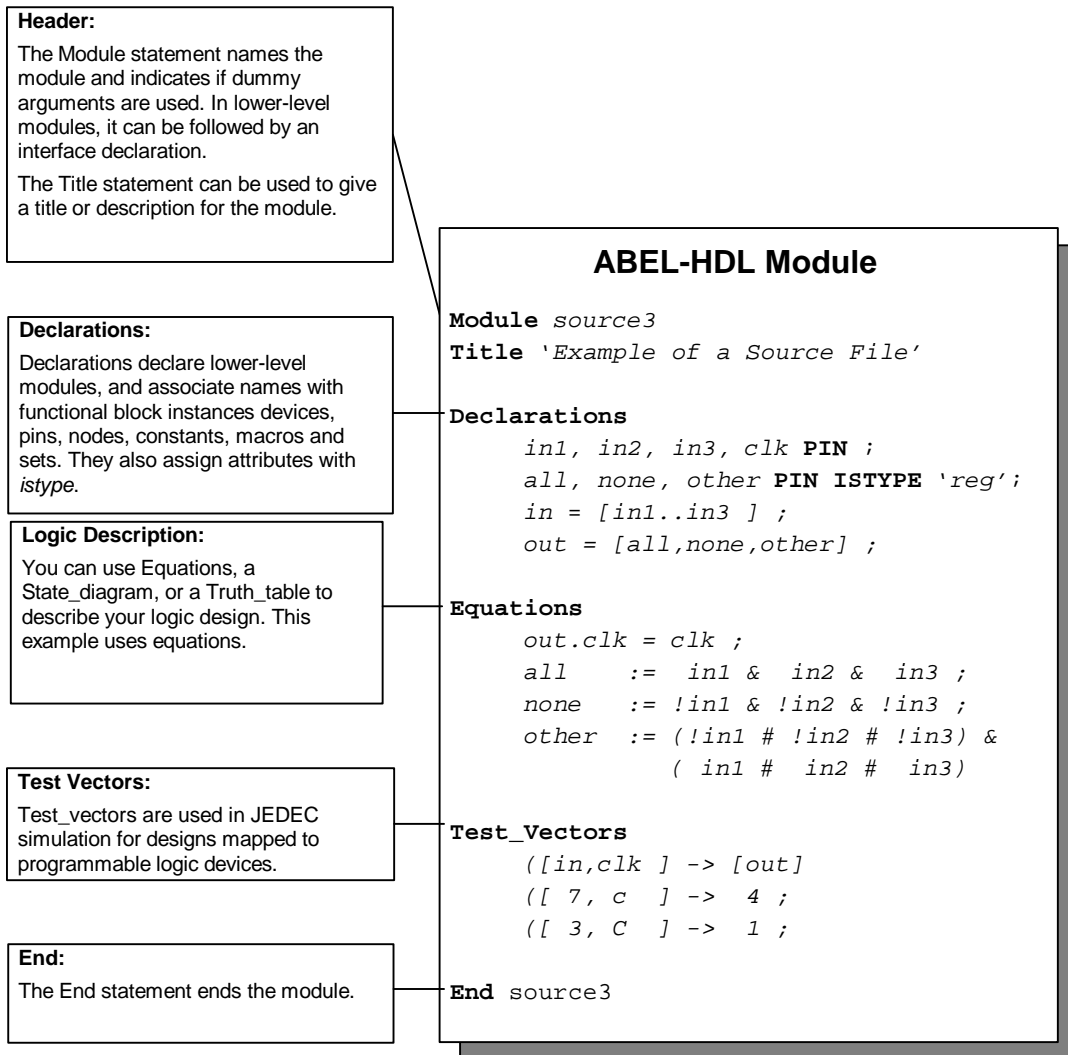 Header:
The Module statement names the
module and indicates if dummy
arguments are used. In lower-level
modules, it can be followed by an
interface declaration.
The Title statement can be used to give
a title or description for the module.
Declarations:
Declarations declare lower-level
modules, and associate names with
functional block instances devices,
pins, nodes, constants, macros and
sets. They also assign attributes with
istype.
Logic Description:
You can use Equations, a
State_diagram, or a Truth_table to
describe your logic design. This
example uses equations.
Test Vectors:
Test_vectors are used in JEDEC
simulation for designs mapped to
programmable logic devices.
End:
The End statement ends the module.
ABEL-HDL Module
Module source3
Title ‘Example of a Source File’
Declarations
in1, in2, in3, clk PIN ;
all, none, other PIN ISTYPE ‘reg’;
in = [in1..in3 ] ;
out = [all,none,other] ;
Equations
out.clk = clk ;
all := in1 & in2 & in3 ;
none := !in1 & !in2 & !in3 ;
other := (!in1 # !in2 # !in3) &
( in1 # in2 # in3)
Test_Vectors
([in,clk ] -> [out]
([ 7, c ] -> 4 ;
([ 3, C ] -> 1 ;
End source3